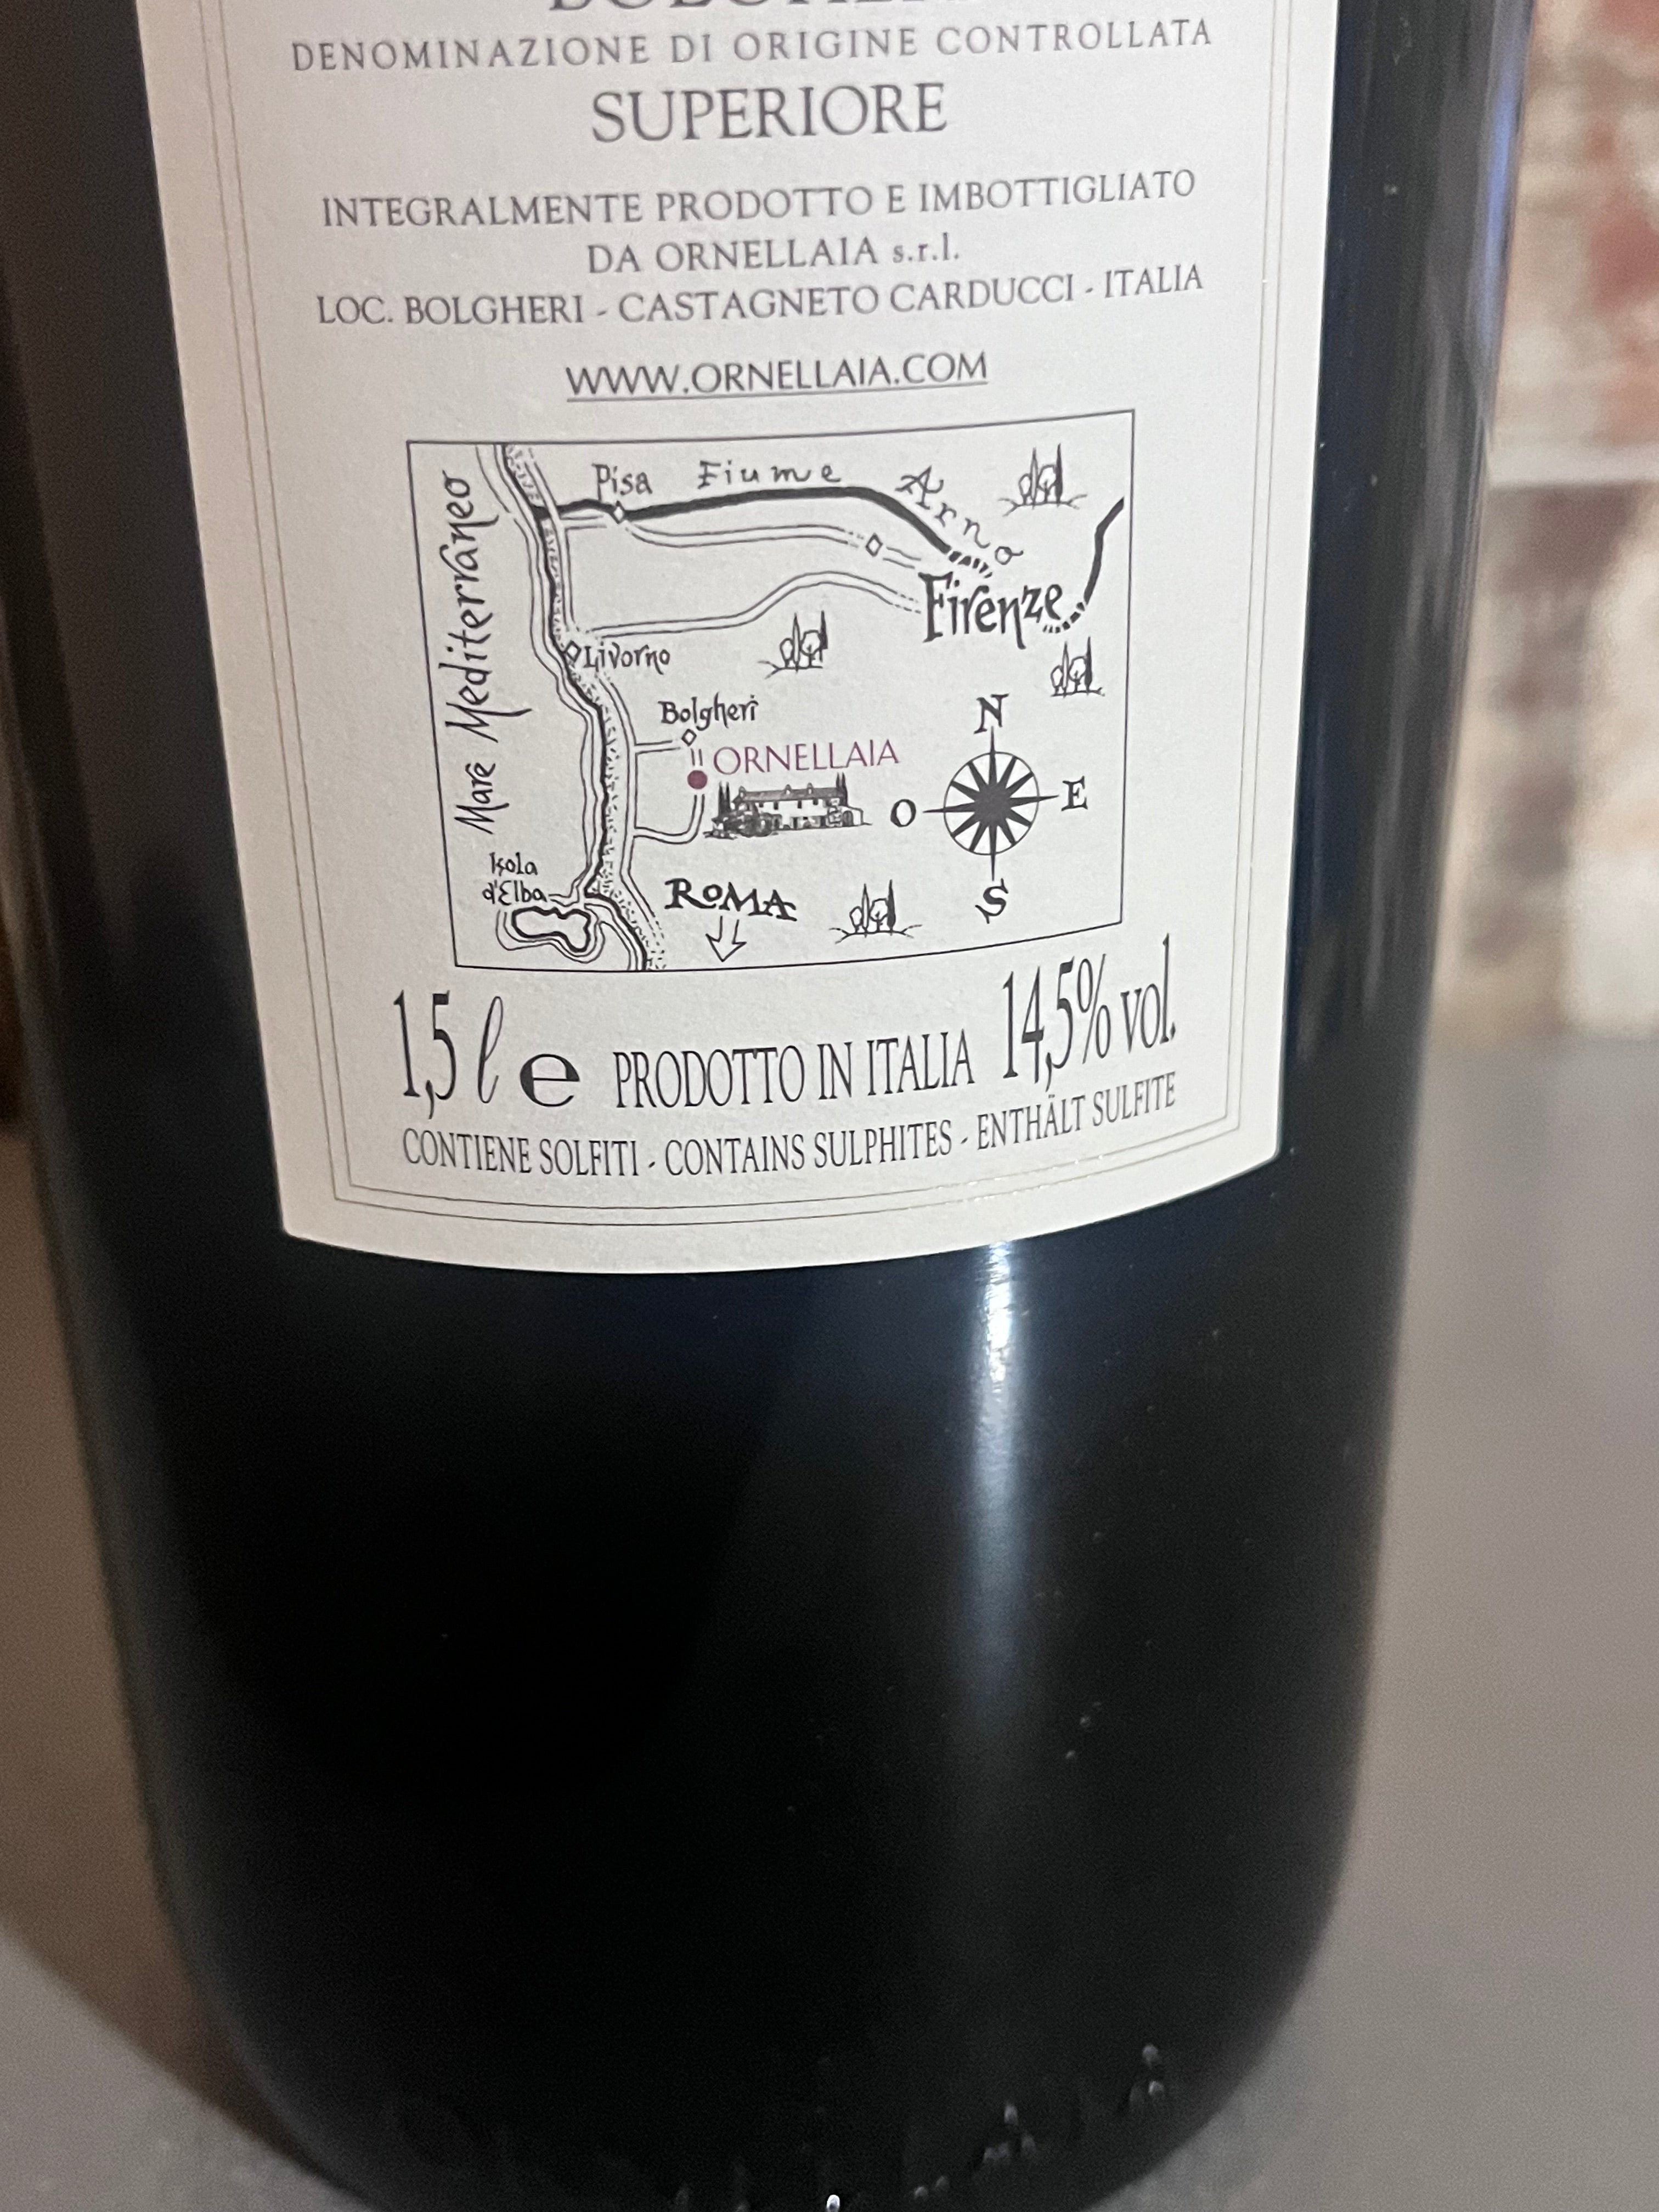 DENOMINAZIONE DI ORIGINE CONTROLLATA
SUPERIORE
INTEGRALMENTE PRODOTTO E IMBOTTIGLIATO
DA ORNELLAIA s.r.l.
LOC. BOLGHERI - CASTAGNETO CARDUCCI - ITALIA
WWW.ORNELLAIA.COM
Mare Mediterraneo
Pisa Fiume Arno
Firenze
Livorno
Bolgheri
ORNELLAIA
N
O E
S
Isola
d'Elba
ROMA
1,5 l e PRODOTTO IN ITALIA 14,5% vol.
CONTIENE SOLFITI - CONTAINS SULPHITES - ENTHÄLT SULFITE